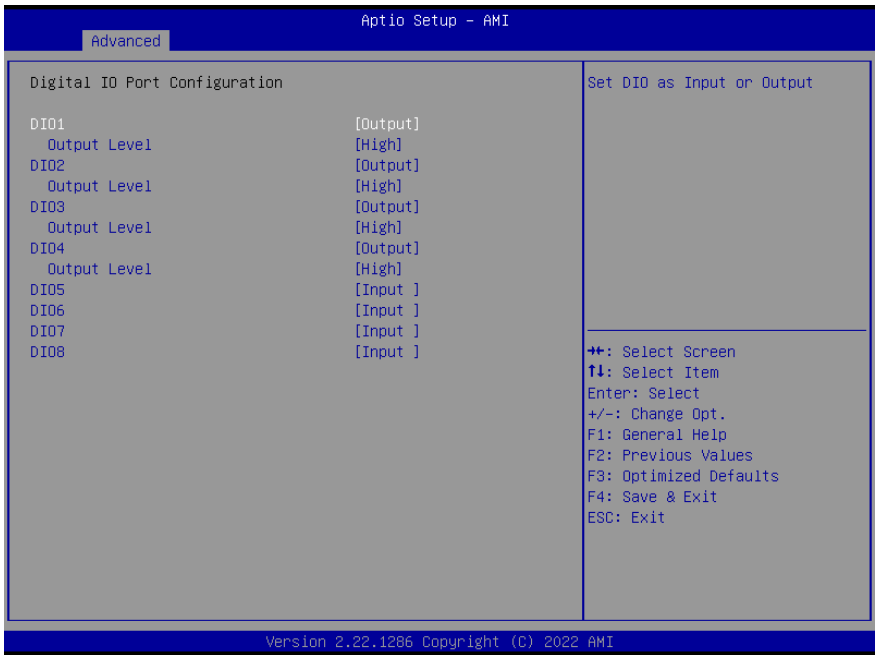 Aptio Setup – AMI
Advanced
Digital IO Port Configuration
DIO1 [Output]
Output Level [High]
DIO2 [Output]
Output Level [High]
DIO3 [Output]
Output Level [High]
DIO4 [Output]
Output Level [High]
DIO5 [Input ]
DIO6 [Input ]
DIO7 [Input ]
DIO8 [Input ]
Set DIO as Input or Output
→←: Select Screen
↑↓: Select Item
Enter: Select
+/-: Change Opt.
F1: General Help
F2: Previous Values
F3: Optimized Defaults
F4: Save & Exit
ESC: Exit
Version 2.22.1286 Copyright (C) 2022 AMI